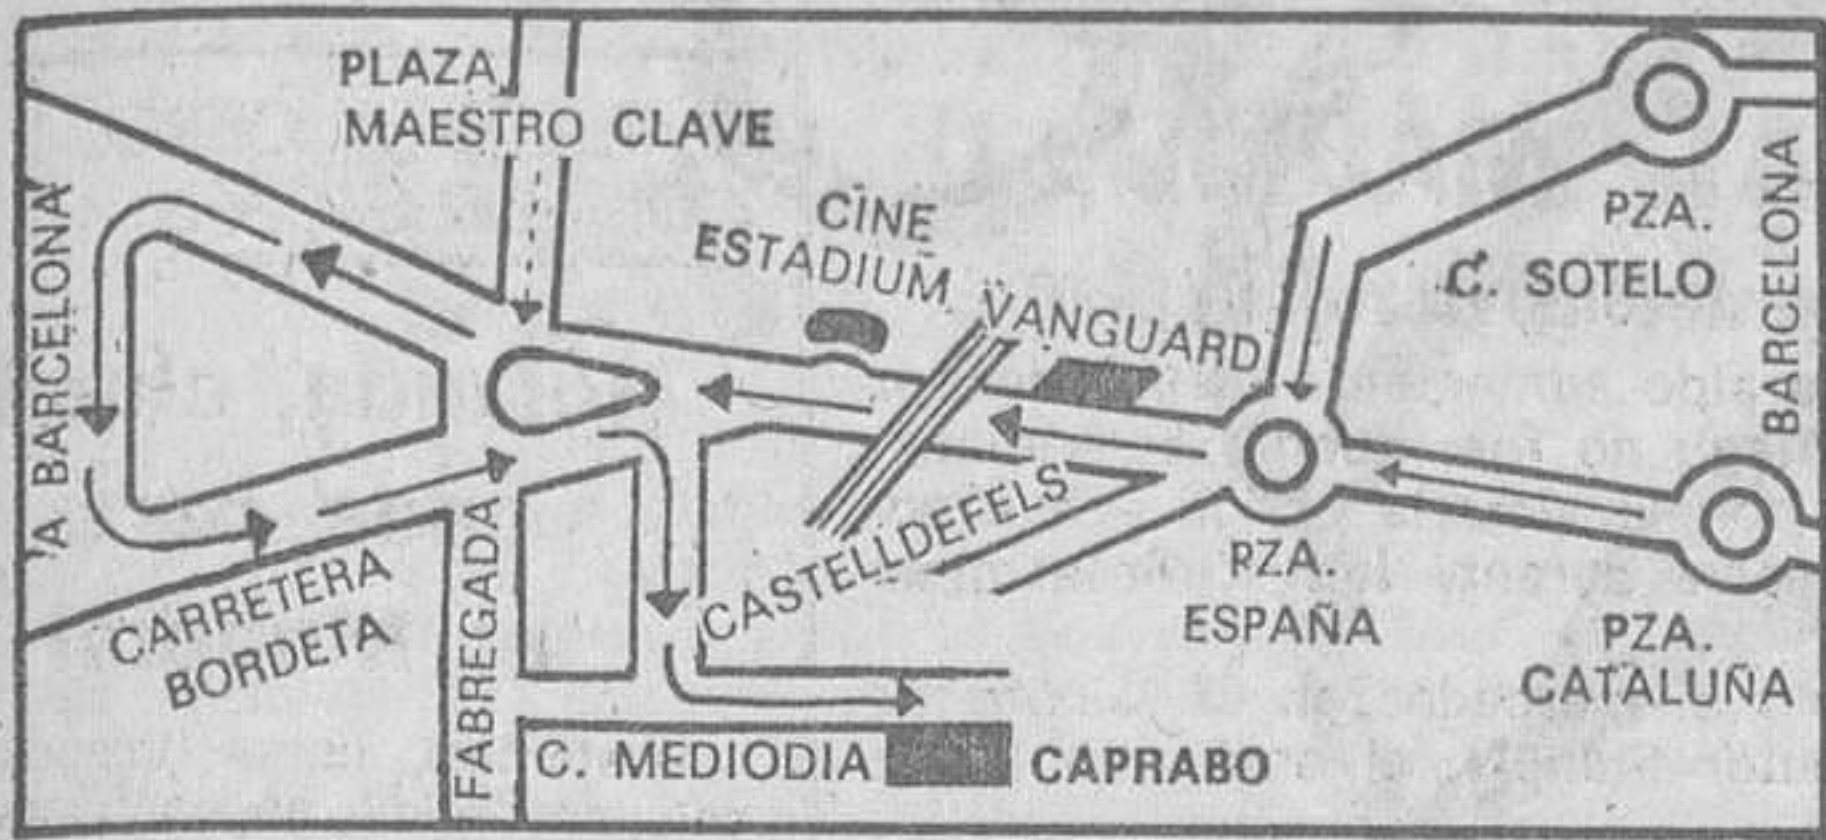 PLAZA
MAESTRO CLAVE
CINE
ESTADIUM
VANGUARD
PZA.
C. SOTELO
BARCELONA
A BARCELONA
CARRETERA
BORDETA
FABREGADA
CASTELLDEFELS
PZA.
ESPAÑA
PZA.
CATALUÑA
C. MEDIODIA
CAPRABO